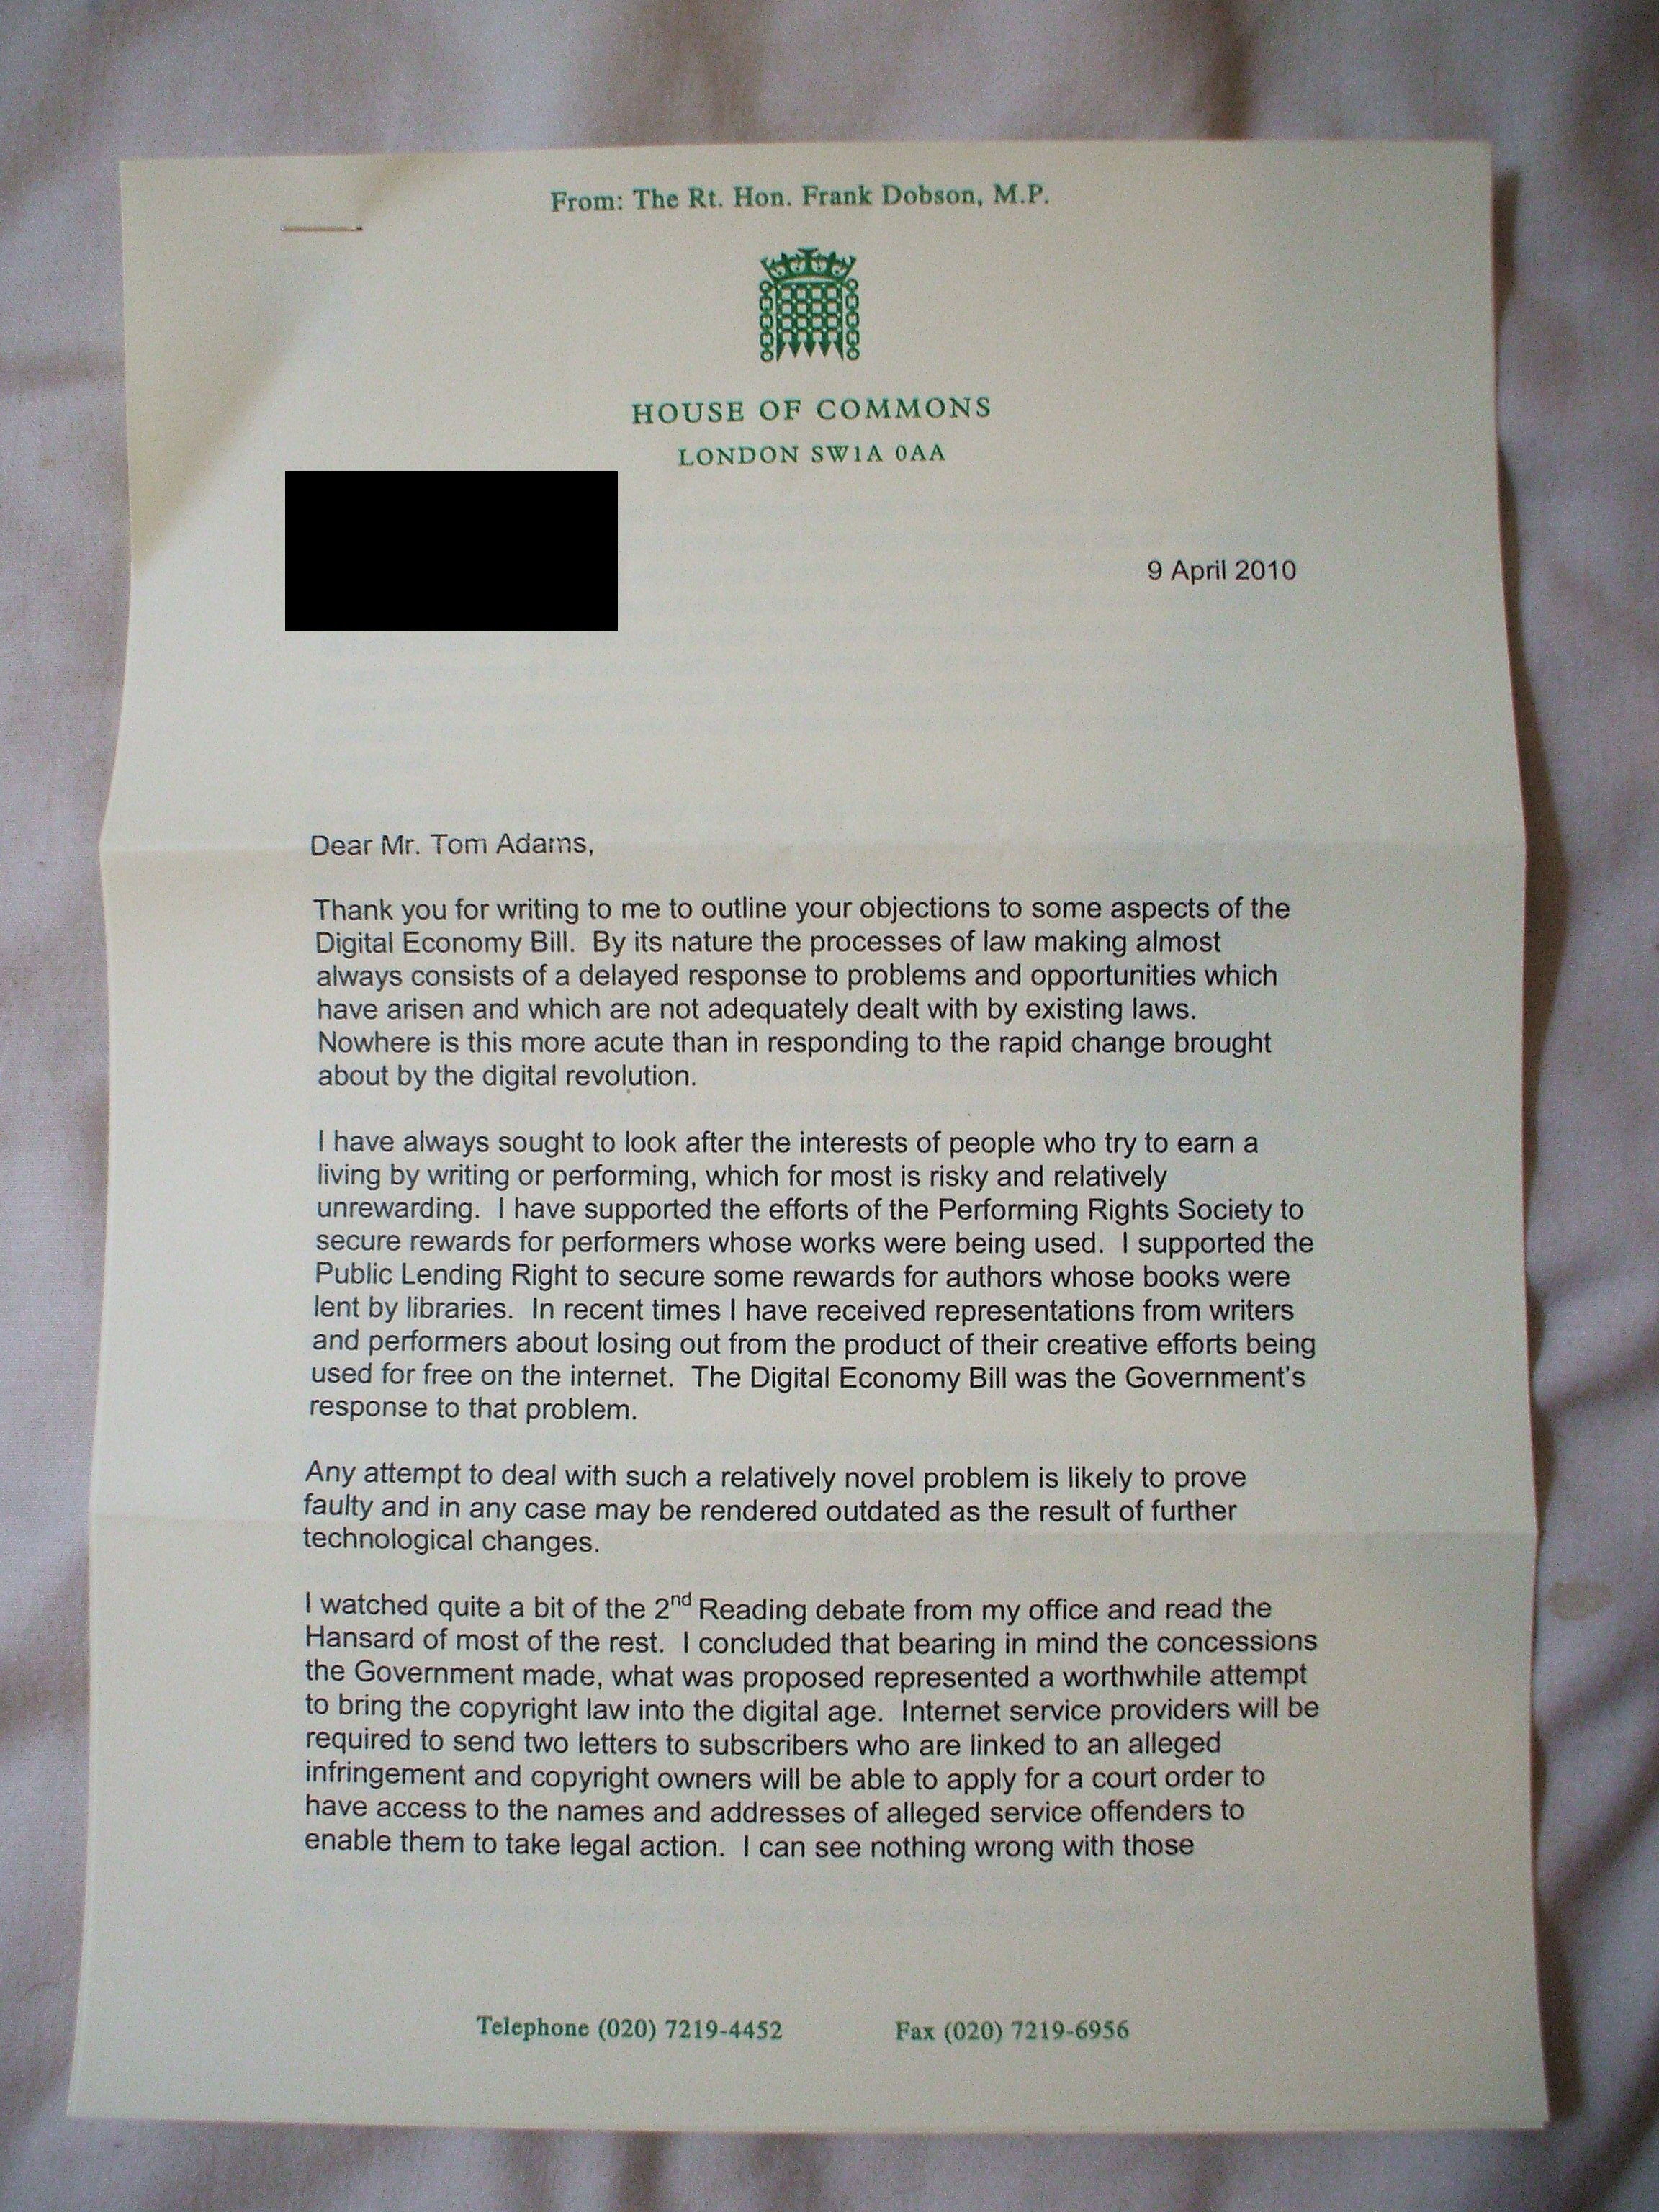 From: The Rt. Hon. Frank Dobson, M.P.
HOUSE OF COMMONS
LONDON SW1A 0AA
9 April 2010
Dear Mr. Tom Adams,
Thank you for writing to me to outline your objections to some aspects of the
Digital Economy Bill.  By its nature the processes of law making almost
always consists of a delayed response to problems and opportunities which
have arisen and which are not adequately dealt with by existing laws.
Nowhere is this more acute than in responding to the rapid change brought
about by the digital revolution.
I have always sought to look after the interests of people who try to earn a
living by writing or performing, which for most is risky and relatively
unrewarding.  I have supported the efforts of the Performing Rights Society to
secure rewards for performers whose works were being used.  I supported the
Public Lending Right to secure some rewards for authors whose books were
lent by libraries.  In recent times I have received representations from writers
and performers about losing out from the product of their creative efforts being
used for free on the internet.  The Digital Economy Bill was the Government's
response to that problem.
Any attempt to deal with such a relatively novel problem is likely to prove
faulty and in any case may be rendered outdated as the result of further
technological changes.
I watched quite a bit of the 2nd Reading debate from my office and read the
Hansard of most of the rest.  I concluded that bearing in mind the concessions
the Government made, what was proposed represented a worthwhile attempt
to bring the copyright law into the digital age.  Internet service providers will be
required to send two letters to subscribers who are linked to an alleged
infringement and copyright owners will be able to apply for a court order to
have access to the names and addresses of alleged service offenders to
enable them to take legal action.  I can see nothing wrong with those
Telephone (020) 7219-4452 Fax (020) 7219-6956